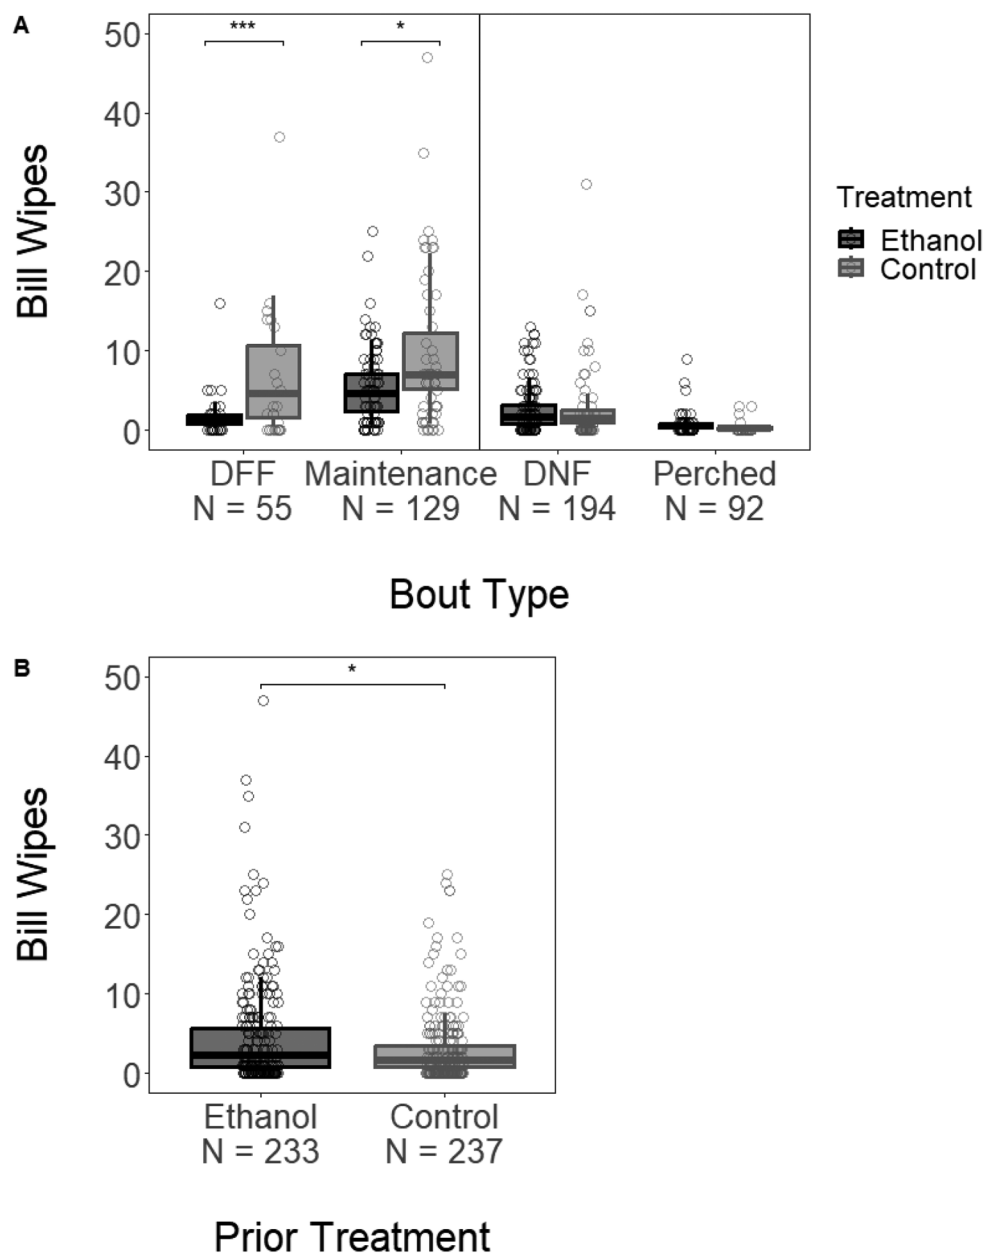 A
50
40
30
20
10
0
Bill Wipes
***
*
DFF
N = 55
Maintenance
N = 129
DNF
N = 194
Perched
N = 92
Bout Type
Treatment
Ethanol
Control
B
50
40
30
20
10
0
Bill Wipes
*
Ethanol
N = 233
Control
N = 237
Prior Treatment